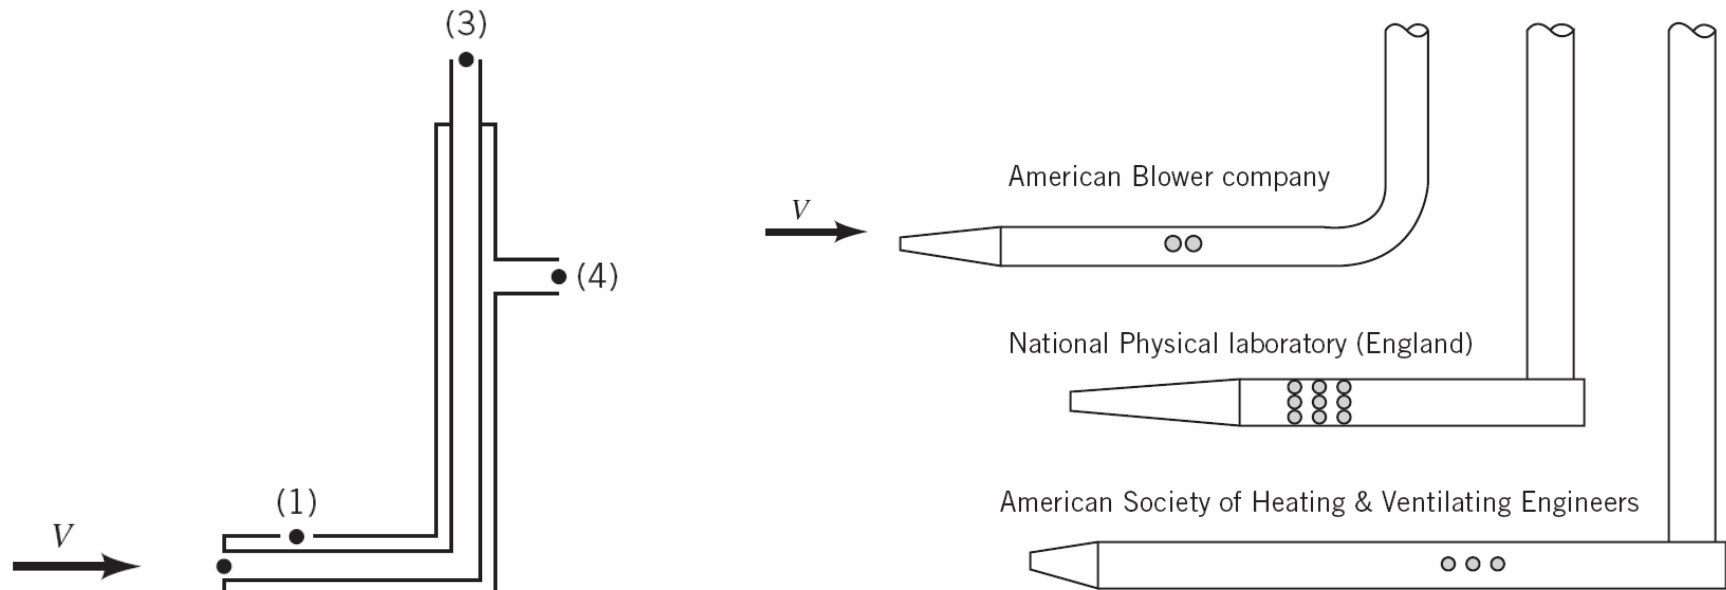 (3)
(4)
(1)
V
American Blower company
V
National Physical laboratory (England)
American Society of Heating & Ventilating Engineers